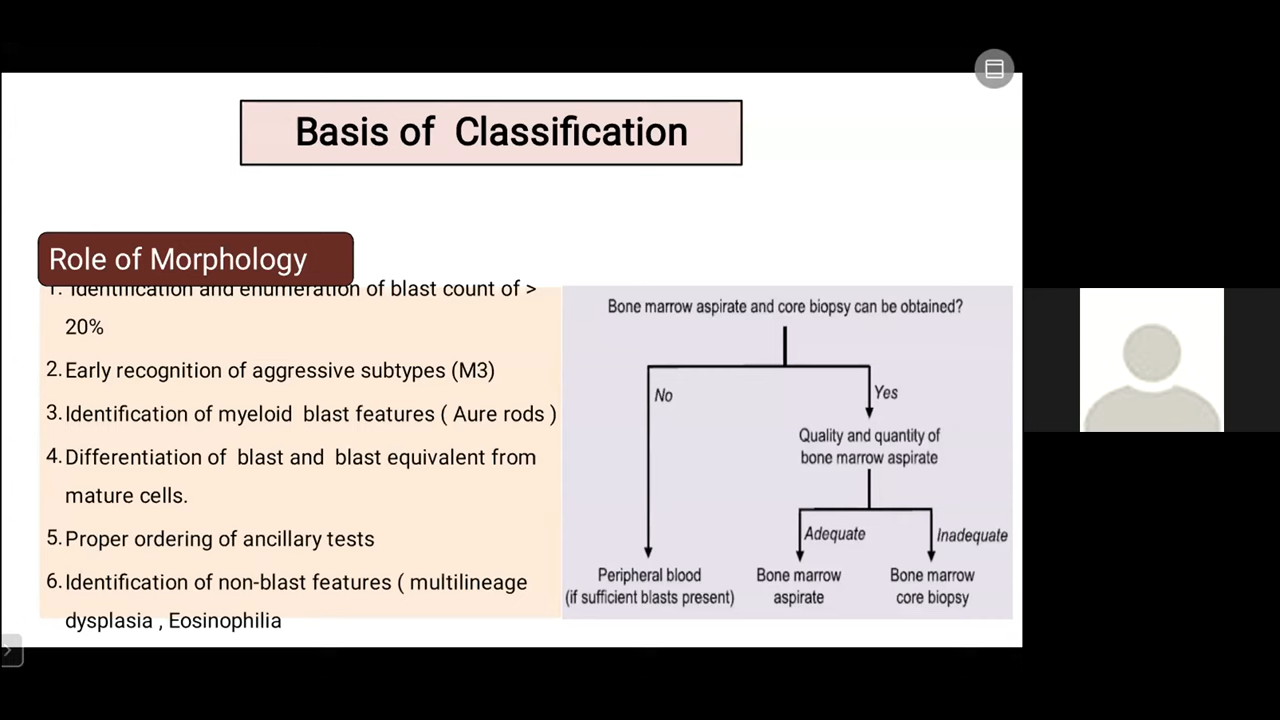 Basis of Classification
Role of Morphology
1. Identification and enumeration of blast count of >
20%
2. Early recognition of aggressive subtypes (M3)
3. Identification of myeloid blast features ( Aure rods )
4. Differentiation of blast and blast equivalent from
mature cells.
5. Proper ordering of ancillary tests
6. Identification of non-blast features ( multilineage
dysplasia , Eosinophilia
Bone marrow aspirate and core biopsy can be obtained?
No
Yes
Quality and quantity of
bone marrow aspirate
Adequate
Inadequate
Peripheral blood
(if sufficient blasts present)
Bone marrow
aspirate
Bone marrow
core biopsy